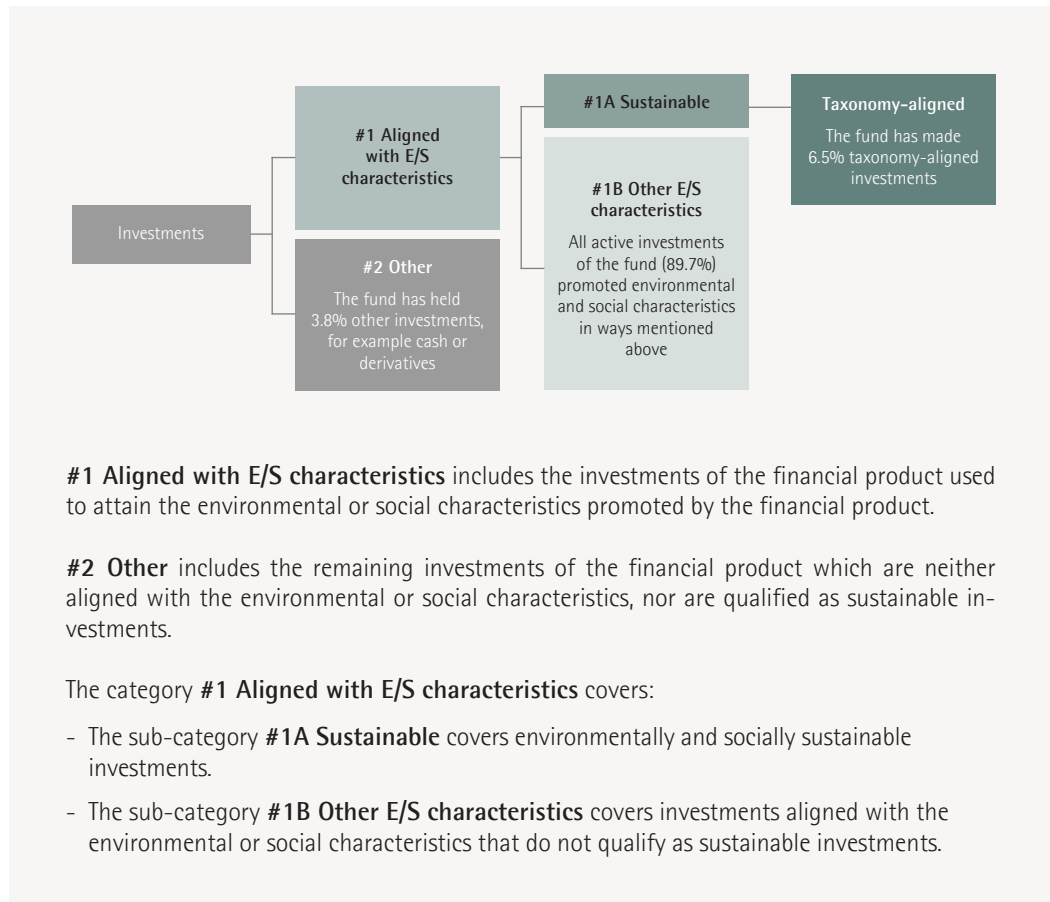 Investments
#1 Aligned
with E/S
characteristics
#2 Other
The fund has held
3.8% other investments,
for example cash or
derivatives
#1A Sustainable
#1B Other E/S
characteristics
All active investments
of the fund (89.7%)
promoted environmental
and social characteristics
in ways mentioned
above
Taxonomy-aligned
The fund has made
6.5% taxonomy-aligned
investments
#1 Aligned with E/S characteristics includes the investments of the financial product used
to attain the environmental or social characteristics promoted by the financial product.
#2 Other includes the remaining investments of the financial product which are neither
aligned with the environmental or social characteristics, nor are qualified as sustainable in-
vestments.
The category #1 Aligned with E/S characteristics covers:
- The sub-category #1A Sustainable covers environmentally and socially sustainable
investments.
- The sub-category #1B Other E/S characteristics covers investments aligned with the
environmental or social characteristics that do not qualify as sustainable investments.